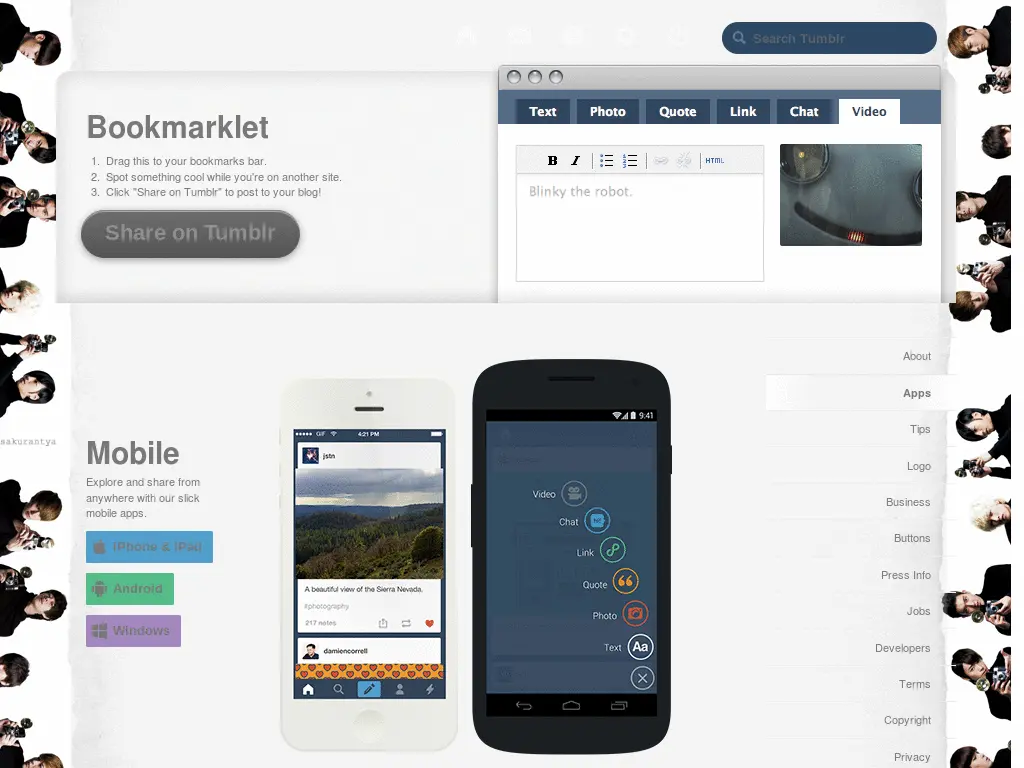 Search Tumblr
Bookmarklet
1. Drag this to your bookmarks bar.
2. Spot something cool while you're on another site.
3. Click "Share on Tumblr" to post to your blog!
Share on Tumblr
Text Photo Quote Link Chat Video
B I HTML
Blinky the robot.
Mobile
Explore and share from
anywhere with our slick
mobile apps.
iPhone & iPad
Android
Windows
sakurantya
GIF 4:21 PM
jstn
A beautiful view of the Sierra Nevada.
#photography
217 notes
damiencorrell
9:41
Video
Chat
Link
Quote
Photo
Text Aa
About
Apps
Tips
Logo
Business
Buttons
Press Info
Jobs
Developers
Terms
Copyright
Privacy